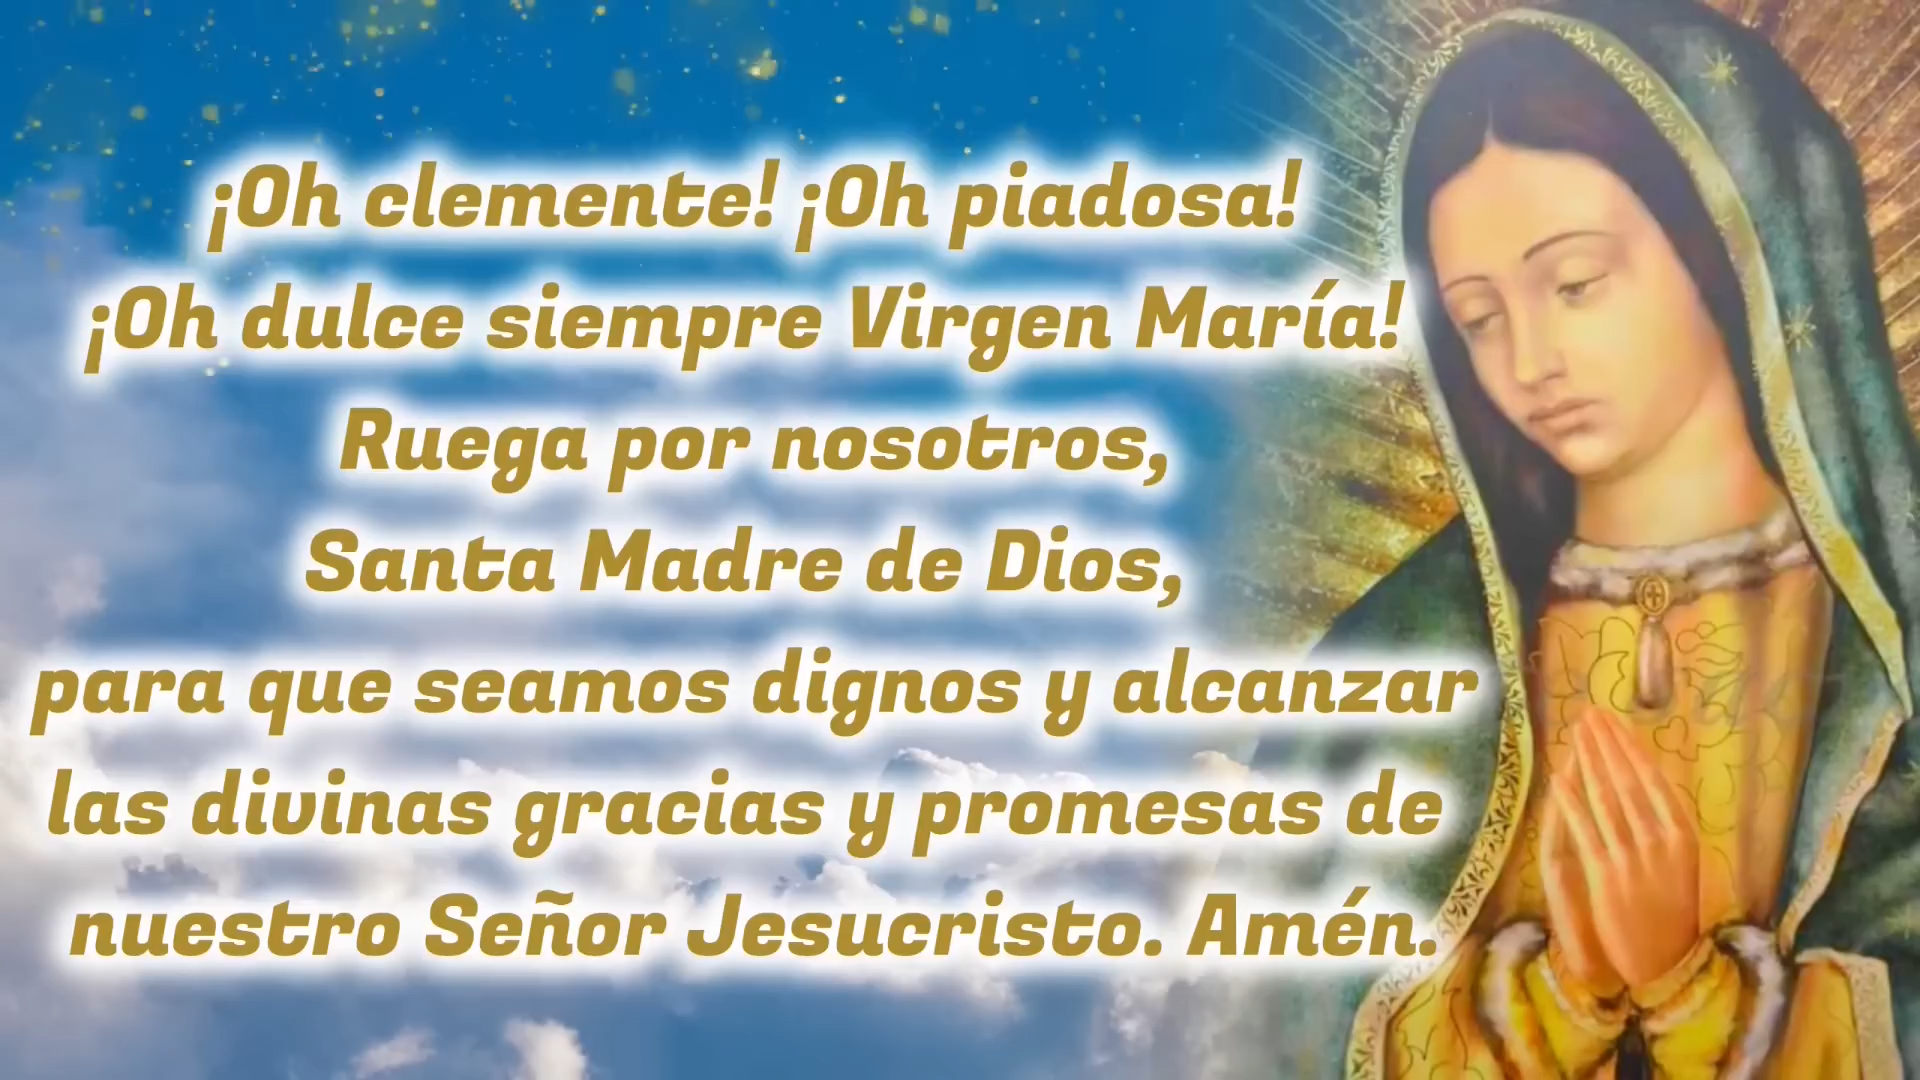 ¡Oh clemente! ¡Oh piadosa!
¡Oh dulce siempre Virgen María!
Ruega por nosotros,
Santa Madre de Dios,
para que seamos dignos y alcanzar
las divinas gracias y promesas de
nuestro Señor Jesucristo. Amén.